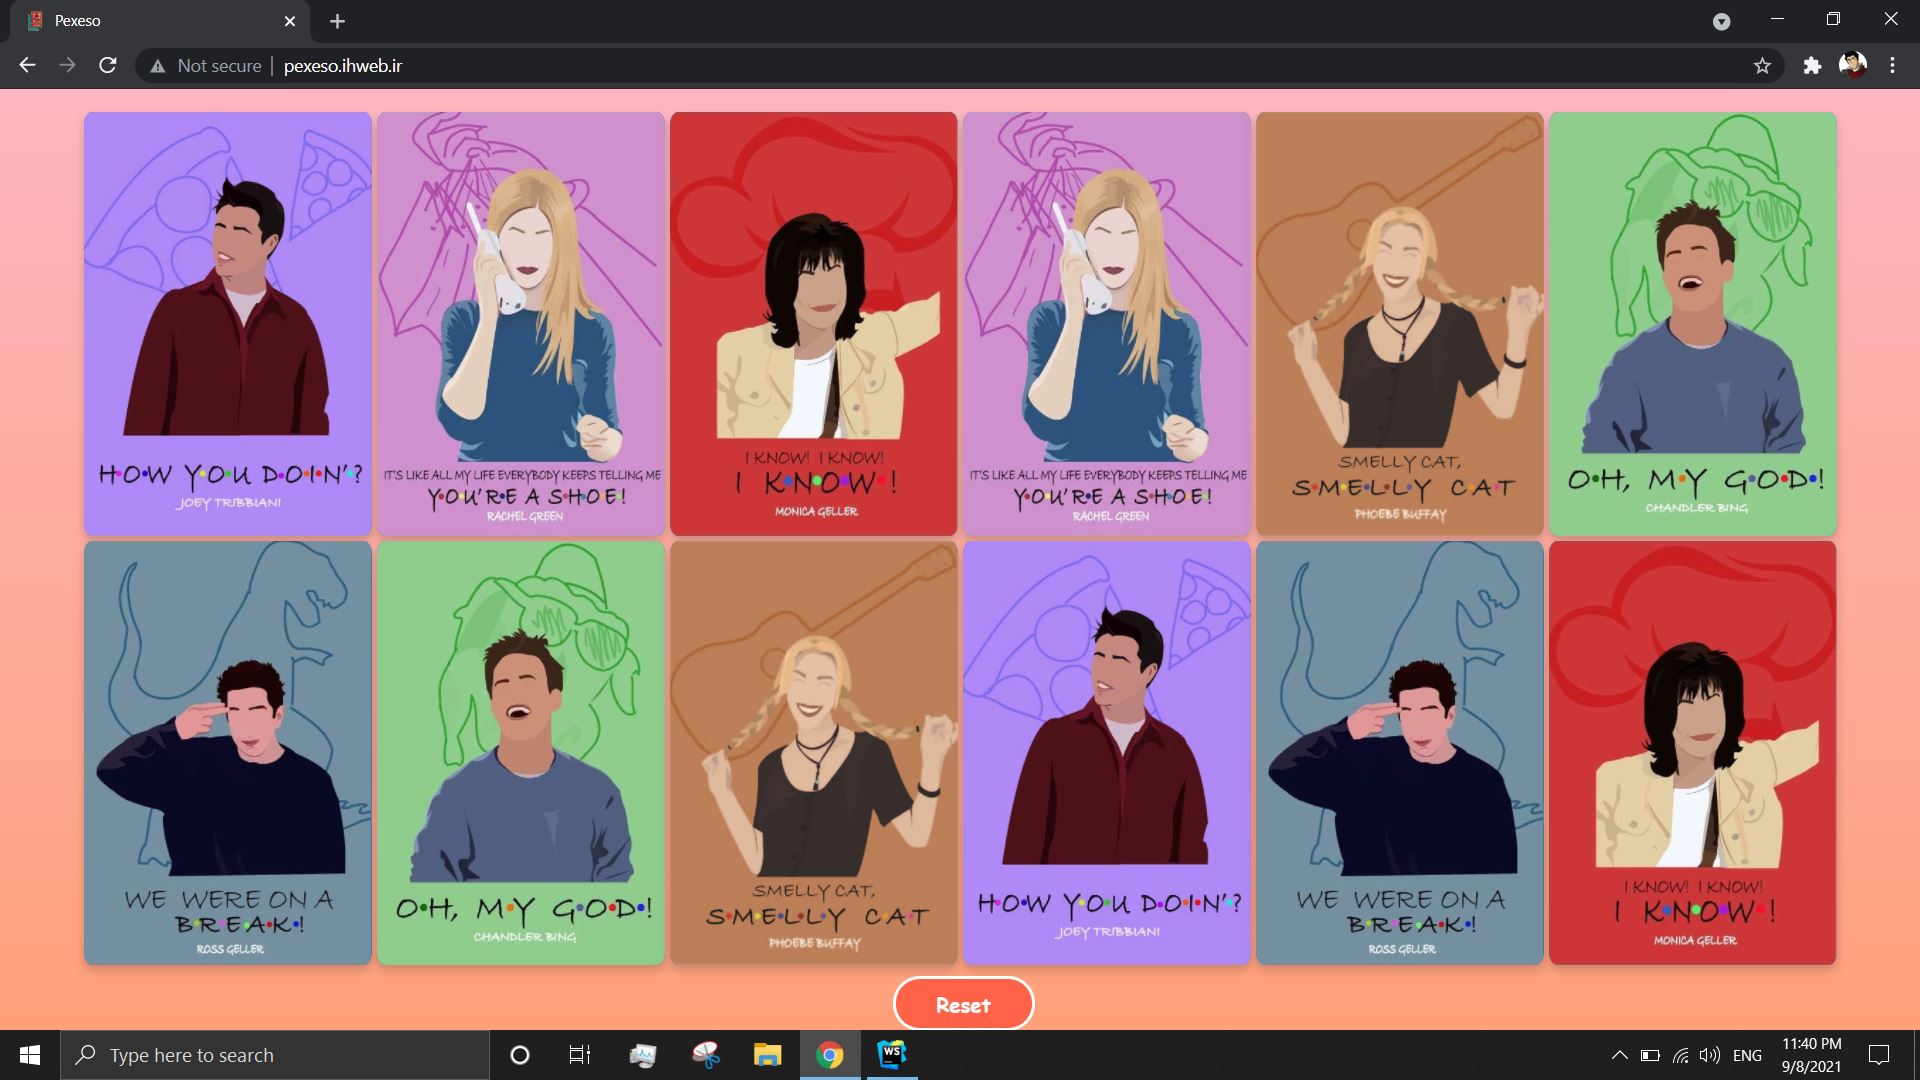 Pexeso
Not secure | pexeso.ihweb.ir
HOW YOU DOIN'?
JOEY TRIBBIANI
IT'S LIKE ALL MY LIFE EVERYBODY KEEPS TELLING ME
YOU'RE A SHOE!
RACHEL GREEN
I KNOW! I KNOW!
I KNOW!
MONICA GELLER
IT'S LIKE ALL MY LIFE EVERYBODY KEEPS TELLING ME
YOU'RE A SHOE!
RACHEL GREEN
SMELLY CAT,
SMELLY CAT
PHOEBE BUFFAY
OH, MY GOD!
CHANDLER BING
WE WERE ON A
BREAK!
ROSS GELLER
OH, MY GOD!
CHANDLER BING
SMELLY CAT,
SMELLY CAT
PHOEBE BUFFAY
HOW YOU DOIN'?
JOEY TRIBBIANI
WE WERE ON A
BREAK!
ROSS GELLER
I KNOW! I KNOW!
I KNOW!
MONICA GELLER
Reset
Type here to search
WS
ENG
11:40 PM
9/8/2021